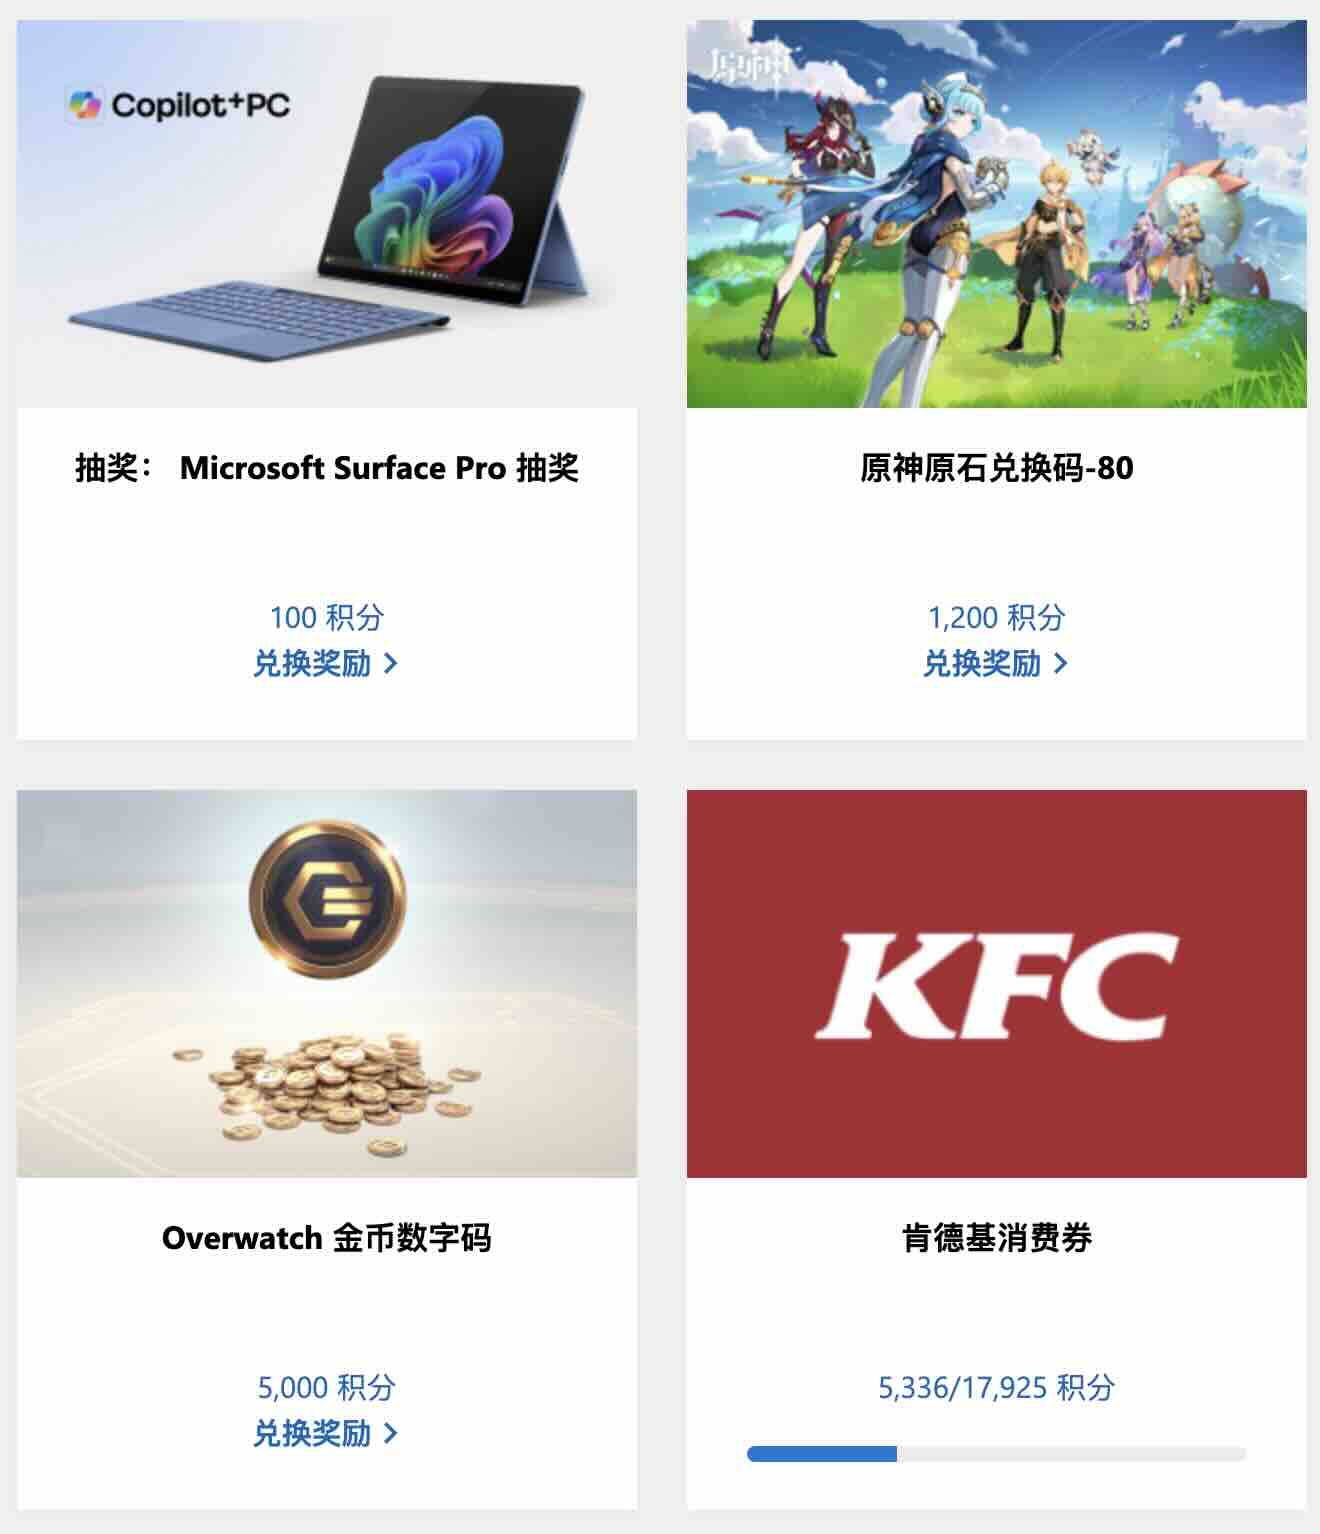 Copilot+PC
抽奖： Microsoft Surface Pro 抽奖
100 积分
兑换奖励
原神
原神原石兑换码-80
1,200 积分
兑换奖励
Overwatch 金币数字码
5,000 积分
兑换奖励
KFC
肯德基消费券
5,336/17,925 积分